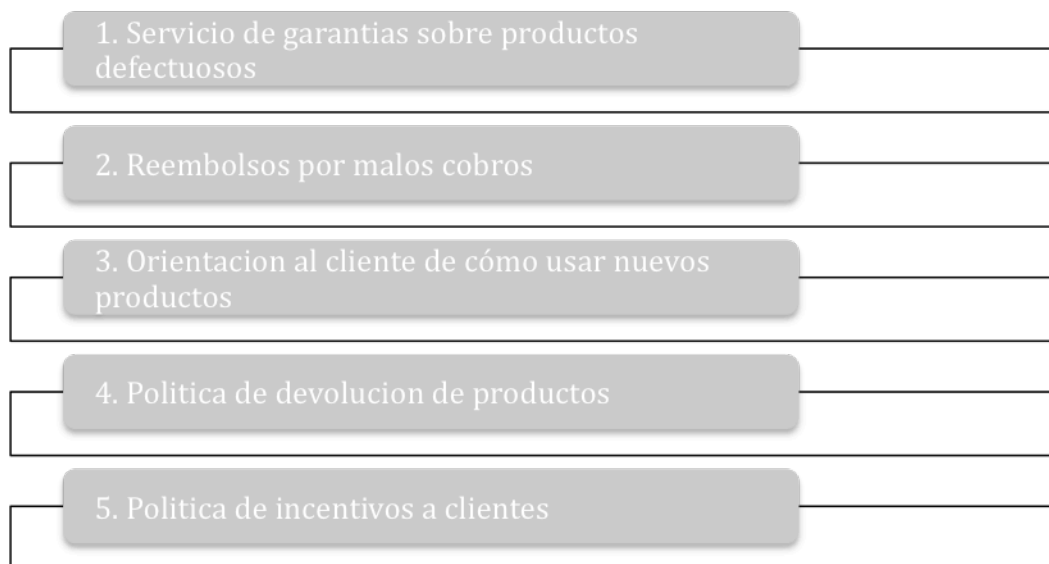 1. Servicio de garantias sobre productos
defectuosos
2. Reembolsos por malos cobros
3. Orientacion al cliente de cómo usar nuevos
productos
4. Politica de devolucion de productos
5. Politica de incentivos a clientes